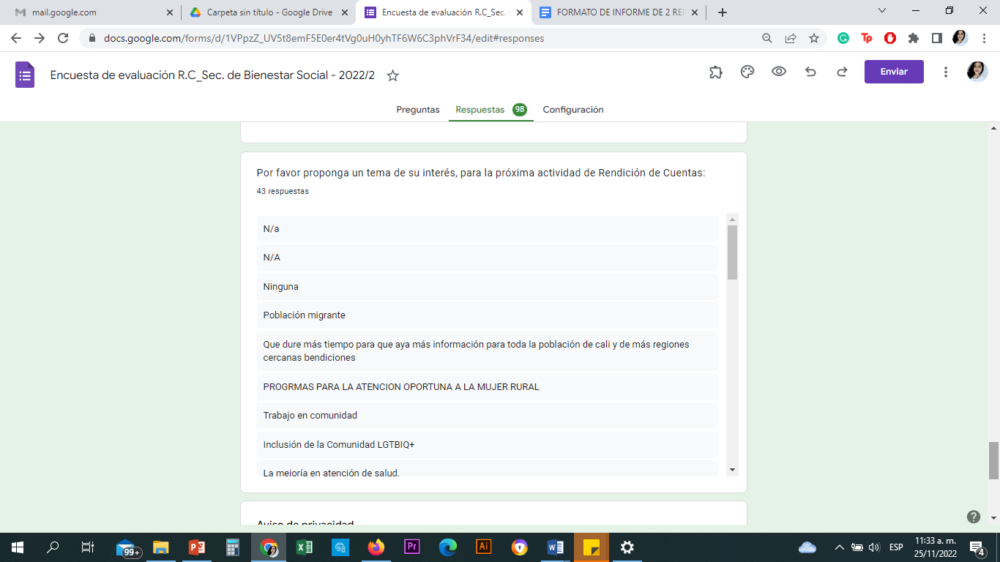 mail.google.com
Carpeta sin título - Google Drive
Encuesta de evaluación R.C_Sec.
FORMATO DE INFORME DE 2 REN
docs.google.com/forms/d/1VPpzZ_UV5t8emF5E0er4tVg0uH0yhTF6W6C3phVrF34/edit#responses
Encuesta de evaluación R.C_Sec. de Bienestar Social - 2022/2
Enviar
Preguntas
Respuestas 98
Configuración
Por favor proponga un tema de su interés, para la próxima actividad de Rendición de Cuentas:
43 respuestas
N/a
N/A
Ninguna
Población migrante
Que dure más tiempo para que aya más información para toda la población de cali y de más regiones
cercanas bendiciones
PROGRMAS PARA LA ATENCION OPORTUNA A LA MUJER RURAL
Trabajo en comunidad
Inclusión de la Comunidad LGTBIQ+
La mejoría en atención de salud.
Aviso de privacidad
99+
Pr
Ai
ESP
11:33 a. m.
25/11/2022
4